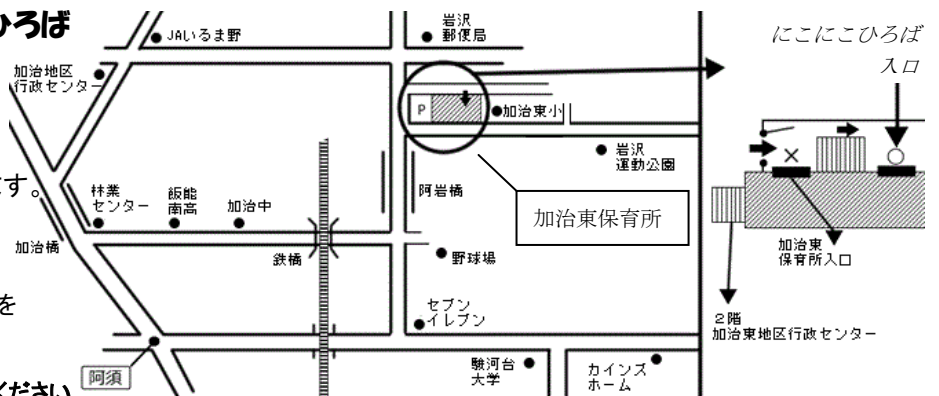 ひろば
す。
を
ください
JAいるま野
岩沢
郵便局
加治地区
行政センター
P
加治東小
岩沢
運動公園
林業
センター
飯能
南高
加治中
阿岩橋
加治東保育所
加治橋
鉄橋
野球場
セブン
イレブン
阿須
駿河台
大学
カインズ
ホーム
にこにこひろば
入口
加治東
保育所入口
2階
加治東地区行政センター